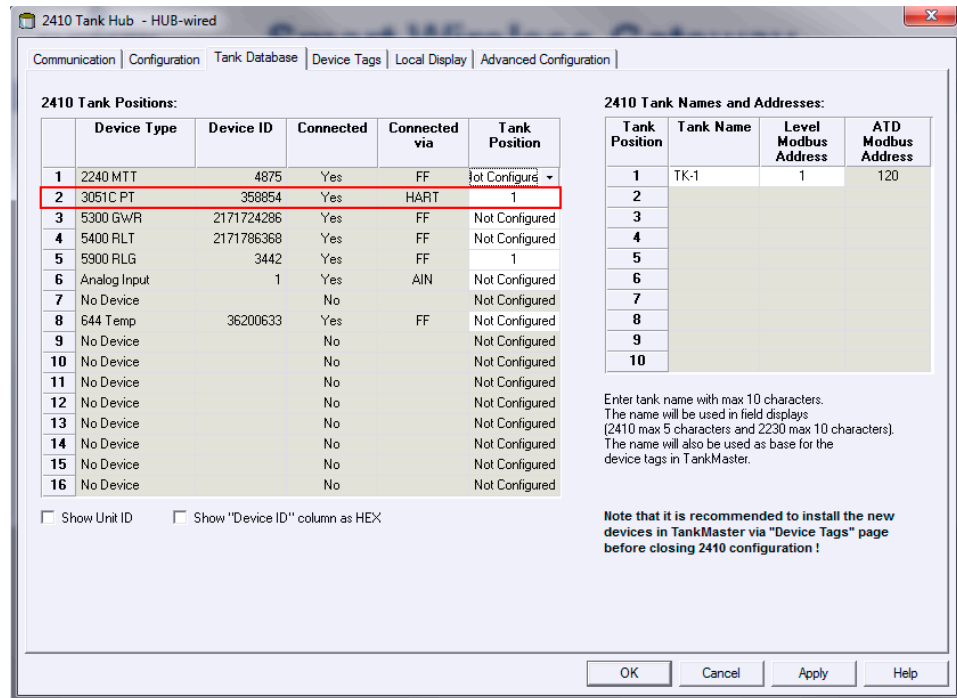 2410 Tank Hub - HUB-wired
Communication Configuration Tank Database Device Tags Local Display Advanced Configuration
2410 Tank Positions:
Device Type Device ID Connected Connected via Tank Position
1 2240 MTT 4875 Yes FF ot Configure
2 3051C PT 358854 Yes HART 1
3 5300 GWR 2171724286 Yes FF Not Configured
4 5400 RLT 2171786368 Yes FF Not Configured
5 5900 RLG 3442 Yes FF 1
6 Analog Input 1 Yes AIN Not Configured
7 No Device No Not Configured
8 644 Temp 36200633 Yes FF Not Configured
9 No Device No Not Configured
10 No Device No Not Configured
11 No Device No Not Configured
12 No Device No Not Configured
13 No Device No Not Configured
14 No Device No Not Configured
15 No Device No Not Configured
16 No Device No Not Configured
Show Unit ID Show "Device ID" column as HEX
2410 Tank Names and Addresses:
Tank Position Tank Name Level Modbus Address ATD Modbus Address
1 TK-1 1 120
2
3
4
5
6
7
8
9
10
Enter tank name with max 10 characters.
The name will be used in field displays
(2410 max 5 characters and 2230 max 10 characters).
The name will also be used as base for the
device tags in TankMaster.
Note that it is recommended to install the new
devices in TankMaster via "Device Tags" page
before closing 2410 configuration !
OK Cancel Apply Help